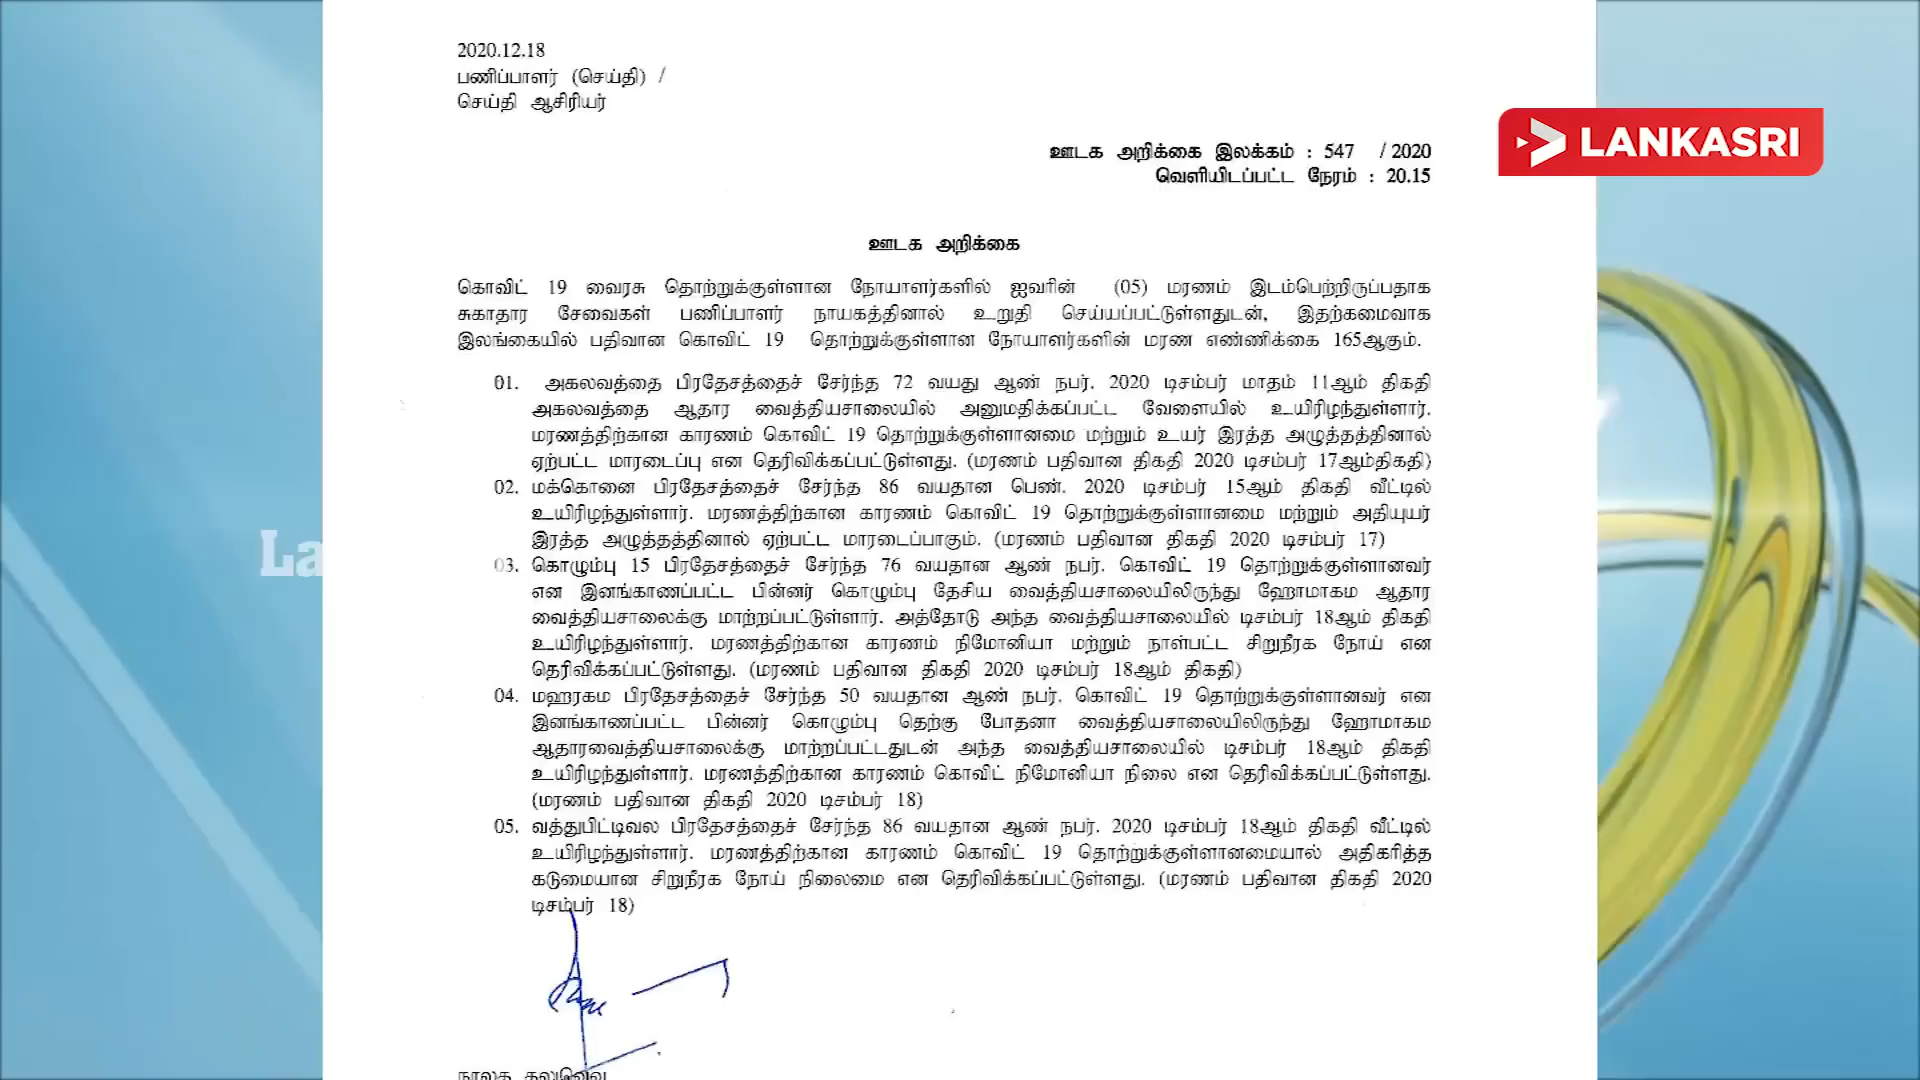 2020.12.18
பணிப்பாளர் (செய்தி) /
செய்தி ஆசிரியர்
LANKASRI
ஊடக அறிக்கை இலக்கம் : 547 / 2020
வெளியிடப்பட்ட நேரம் : 20.15
ஊடக அறிக்கை
கொவிட் 19 வைரசு தொற்றுக்குள்ளான நோயாளர்களில் ஐவரின் (05) மரணம் இடம்பெற்றிருப்பதாக
சுகாதார சேவைகள் பணிப்பாளர் நாயகத்தினால் உறுதி செய்யப்பட்டுள்ளதுடன், இதற்கமைவாக
இலங்கையில் பதிவான கொவிட் 19 தொற்றுக்குள்ளான நோயாளர்களின் மரண எண்ணிக்கை 165ஆகும்.
01. அகலவத்தை பிரதேசத்தைச் சேர்ந்த 72 வயது ஆண் நபர். 2020 டிசம்பர் மாதம் 11ஆம் திகதி
அகலவத்தை ஆதார வைத்தியசாலையில் அனுமதிக்கப்பட்ட வேளையில் உயிரிழந்துள்ளார்.
மரணத்திற்கான காரணம் கொவிட் 19 தொற்றுக்குள்ளானமை மற்றும் உயர் இரத்த அழுத்தத்தினால்
ஏற்பட்ட மாரடைப்பு என தெரிவிக்கப்பட்டுள்ளது. (மரணம் பதிவான திகதி 2020 டிசம்பர் 17ஆம்திகதி)
02. மக்கொனை பிரதேசத்தைச் சேர்ந்த 86 வயதான பெண். 2020 டிசம்பர் 15ஆம் திகதி வீட்டில்
உயிரிழந்துள்ளார். மரணத்திற்கான காரணம் கொவிட் 19 தொற்றுக்குள்ளானமை மற்றும் அதியுயர்
இரத்த அழுத்தத்தினால் ஏற்பட்ட மாரடைப்பாகும். (மரணம் பதிவான திகதி 2020 டிசம்பர் 17)
03. கொழும்பு 15 பிரதேசத்தைச் சேர்ந்த 76 வயதான ஆண் நபர். கொவிட் 19 தொற்றுக்குள்ளானவர்
என இனங்காணப்பட்ட பின்னர் கொழும்பு தேசிய வைத்தியசாலையிலிருந்து ஹோமாகம ஆதார
வைத்தியசாலைக்கு மாற்றப்பட்டுள்ளார். அத்தோடு அந்த வைத்தியசாலையில் டிசம்பர் 18ஆம் திகதி
உயிரிழந்துள்ளார். மரணத்திற்கான காரணம் நிமோனியா மற்றும் நாள்பட்ட சிறுநீரக நோய் என
தெரிவிக்கப்பட்டுள்ளது. (மரணம் பதிவான திகதி 2020 டிசம்பர் 18ஆம் திகதி)
04. மஹரகம பிரதேசத்தைச் சேர்ந்த 50 வயதான ஆண் நபர். கொவிட் 19 தொற்றுக்குள்ளானவர் என
இனங்காணப்பட்ட பின்னர் கொழும்பு தெற்கு போதனா வைத்தியசாலையிலிருந்து ஹோமாகம
ஆதாரவைத்தியசாலைக்கு மாற்றப்பட்டதுடன் அந்த வைத்தியசாலையில் டிசம்பர் 18ஆம் திகதி
உயிரிழந்துள்ளார். மரணத்திற்கான காரணம் கொவிட் நிமோனியா நிலை என தெரிவிக்கப்பட்டுள்ளது.
(மரணம் பதிவான திகதி 2020 டிசம்பர் 18)
05. வத்துபிட்டிவல பிரதேசத்தைச் சேர்ந்த 86 வயதான ஆண் நபர். 2020 டிசம்பர் 18ஆம் திகதி வீட்டில்
உயிரிழந்துள்ளார். மரணத்திற்கான காரணம் கொவிட் 19 தொற்றுக்குள்ளானமையால் அதிகரித்த
கடுமையான சிறுநீரக நோய் நிலைமை என தெரிவிக்கப்பட்டுள்ளது. (மரணம் பதிவான திகதி 2020
டிசம்பர் 18)
La